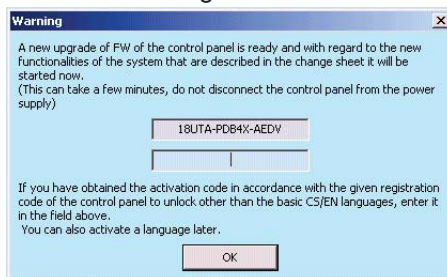 Warning
A new upgrade of FW of the control panel is ready and with regard to the new
functionalities of the system that are described in the change sheet it will be
started now.
(This can take a few minutes, do not disconnect the control panel from the power
supply)
18UTA-PDB4X-AEDV
If you have obtained the activation code in accordance with the given registration
code of the control panel to unlock other than the basic CS/EN languages, enter it
in the field above.
You can also activate a language later.
OK